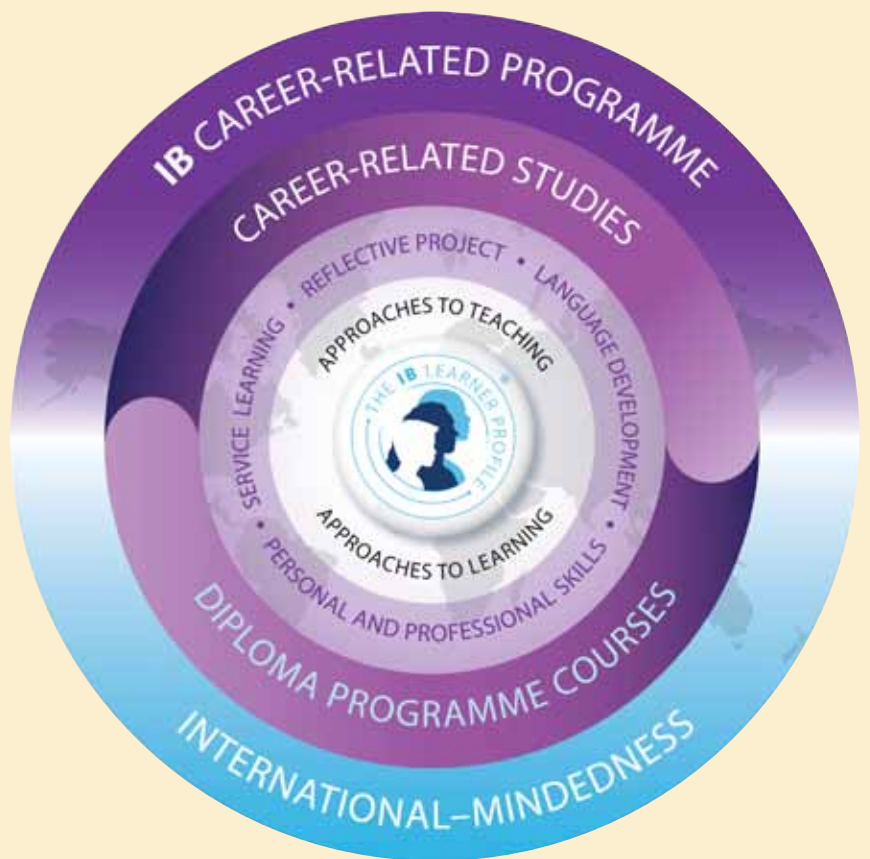 IB CAREER-RELATED PROGRAMME
CAREER-RELATED STUDIES
SERVICE LEARNING • REFLECTIVE PROJECT • LANGUAGE DEVELOPMENT • PERSONAL AND PROFESSIONAL SKILLS •
APPROACHES TO TEACHING
THE IB LEARNER PROFILE
®
APPROACHES TO LEARNING
DIPLOMA PROGRAMME COURSES
INTERNATIONAL–MINDEDNESS